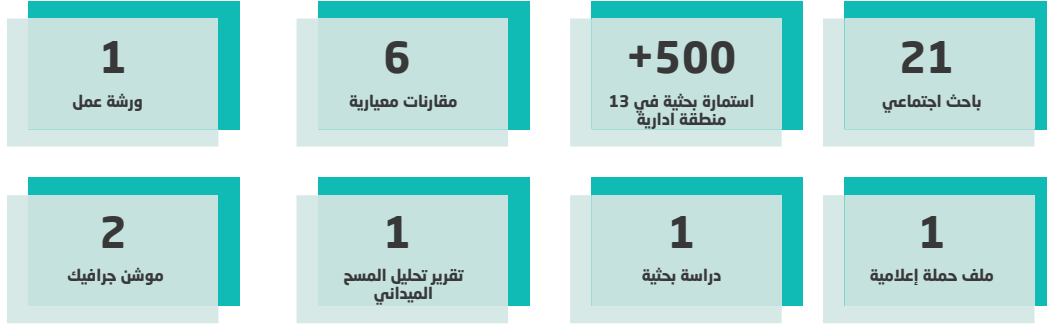 21
باحث اجتماعي
+500
استمارة بحثية في 13
منطقة ادارية
6
مقارنات معيارية
1
ورشة عمل
1
ملف حملة إعلامية
1
دراسة بحثية
1
تقرير تحليل المسح
الميداني
2
موشن جرافيك